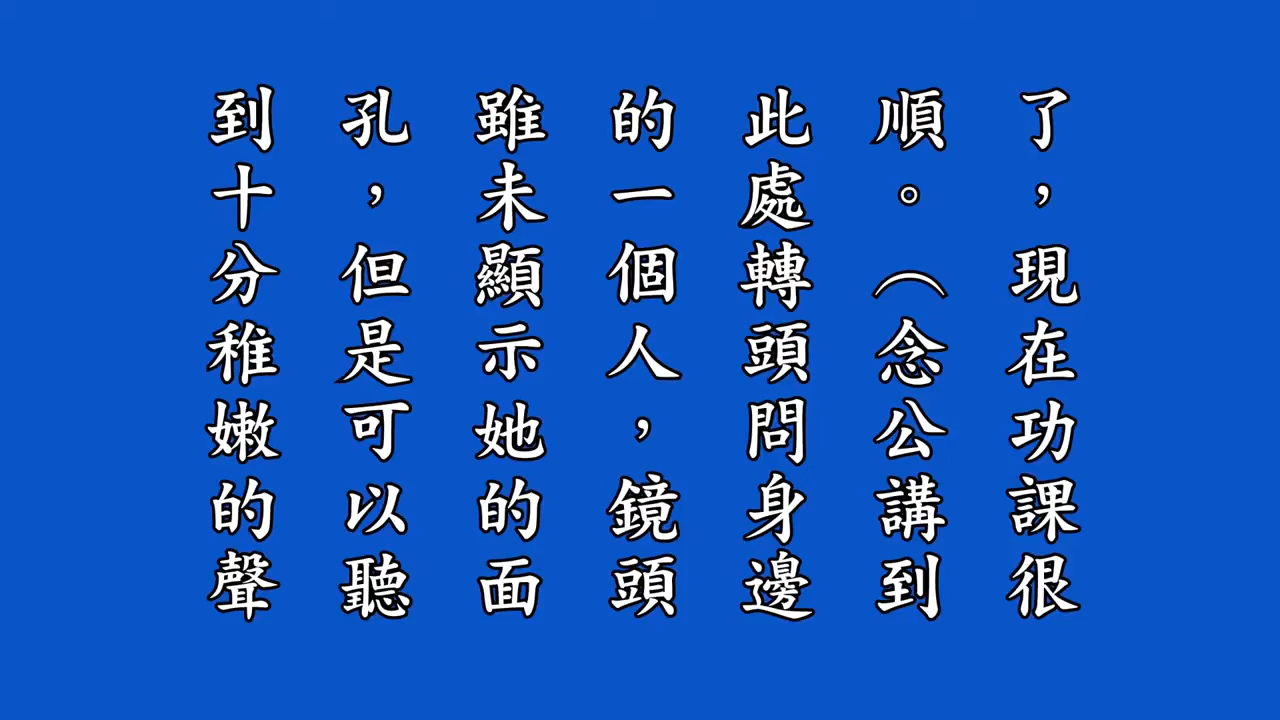 了，現在功課很
順。（念公講到
此處轉頭問身邊
的一個人，鏡頭
雖未顯示她的面
孔，但是可以聽
到十分稚嫩的聲